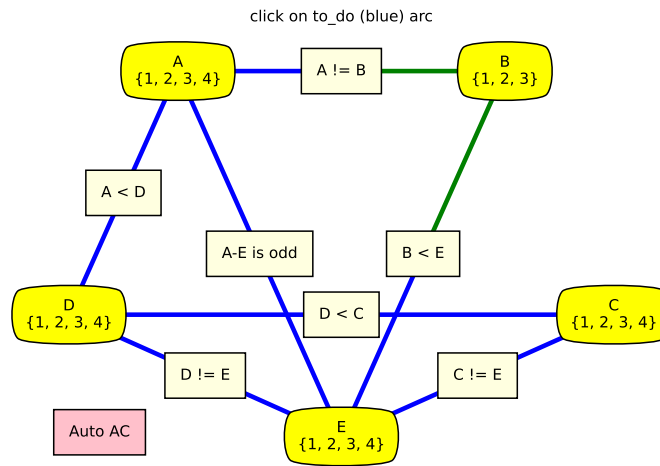 click on to_do (blue) arc
A
{1, 2, 3, 4}
A != B
B
{1, 2, 3}
A < D
A-E is odd
B < E
D
{1, 2, 3, 4}
D < C
C
{1, 2, 3, 4}
D != E
C != E
Auto AC
E
{1, 2, 3, 4}